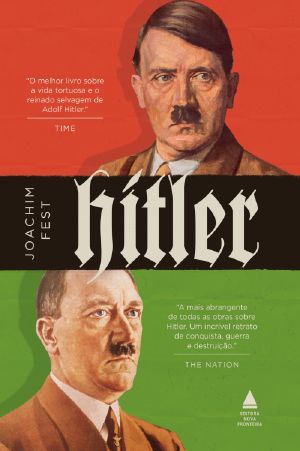 "O melhor livro sobre
a vida tortuosa e o
reinado selvagem de
Adolf Hitler."
TIME
JOACHIM
FEST
hitler
"A mais abrangente
de todas as obras sobre
Hitler. Um incrível retrato
de conquista, guerra
e destruição."
THE NATION
EDITORA
NOVA
FRONTEIRA